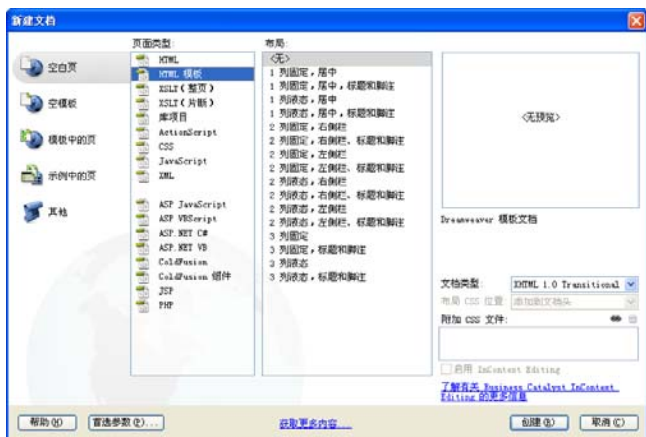 新建文档
空白页
空模板
模板中的页
示例中的页
其他
页面类型:
HTML
HTML 模板
XSLT(整页)
XSLT(片断)
库项目
ActionScript
CSS
JavaScript
XML
ASP JavaScript
ASP VBScript
ASP.NET C#
ASP.NET VB
ColdFusion
ColdFusion 组件
JSP
PHP
布局:
<无>
1 列固定,居中
1 列固定,居中,标题和脚注
1 列液态,居中
1 列液态,居中,标题和脚注
2 列固定,右侧栏
2 列固定,右侧栏、标题和脚注
2 列固定,左侧栏
2 列固定,左侧栏、标题和脚注
2 列液态,右侧栏
2 列液态,右侧栏、标题和脚注
2 列液态,左侧栏
2 列液态,左侧栏、标题和脚注
3 列固定
3 列固定,标题和脚注
3 列液态
3 列液态,标题和脚注
<无预览>
Dreamweaver 模板文档
文档类型: XHTML 1.0 Transitional
布局 CSS 位置: 添加到文档头
附加 CSS 文件:
启用 InContext Editing
了解有关 Business Catalyst InContext
Editing 的更多信息
帮助(H)
首选参数(P)...
获取更多内容...
创建(R)
取消(C)